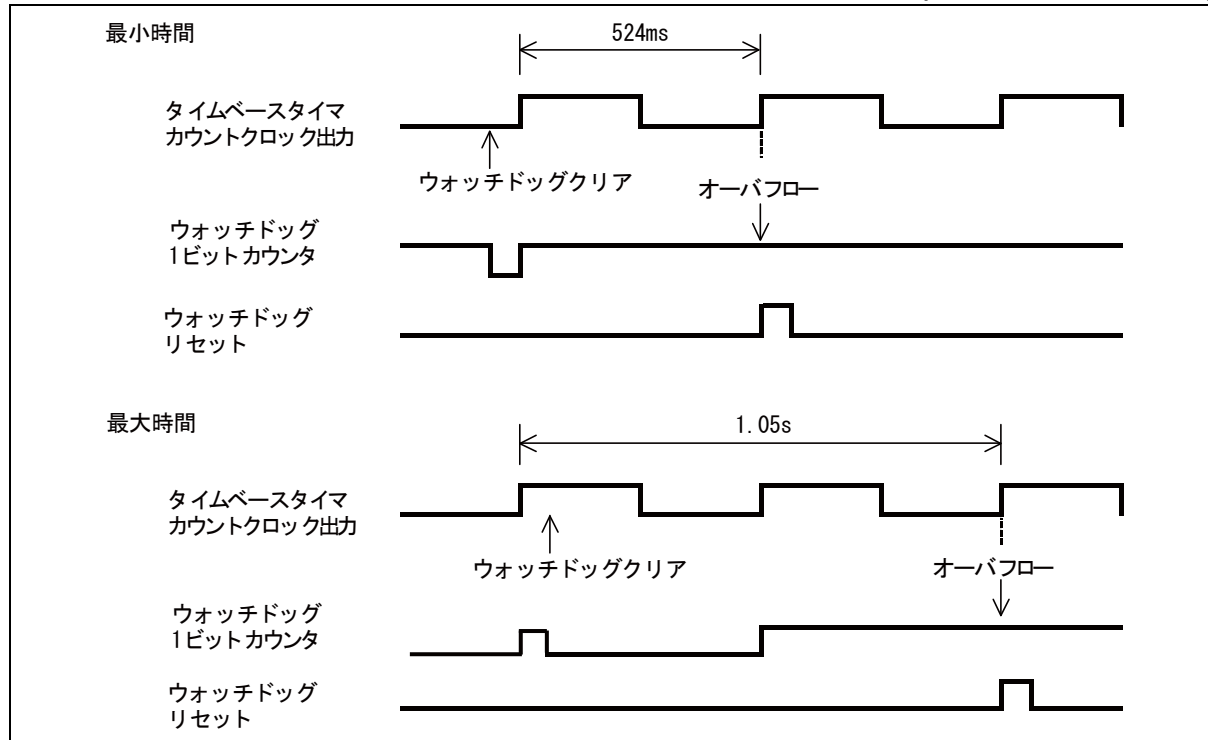 最小時間
524ms
タイムベースタイマ
カウントクロック出力
ウォッチドッグクリア
オーバフロー
ウォッチドッグ
1ビットカウンタ
ウォッチドッグ
リセット
最大時間
1.05s
タイムベースタイマ
カウントクロック出力
ウォッチドッグクリア
オーバフロー
ウォッチドッグ
1ビットカウンタ
ウォッチドッグ
リセット